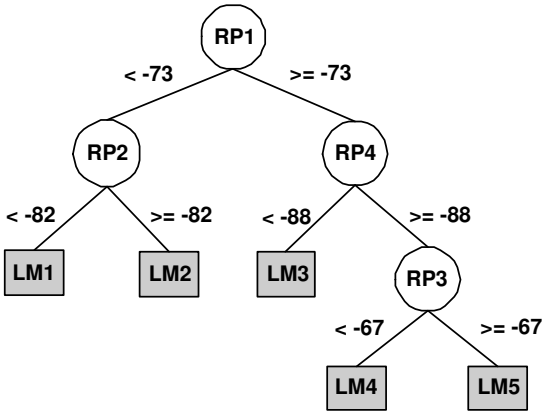 RP1
< -73 >= -73
RP2 RP4
< -82 >= -82 < -88 >= -88
LM1 LM2 LM3 RP3
< -67 >= -67
LM4 LM5